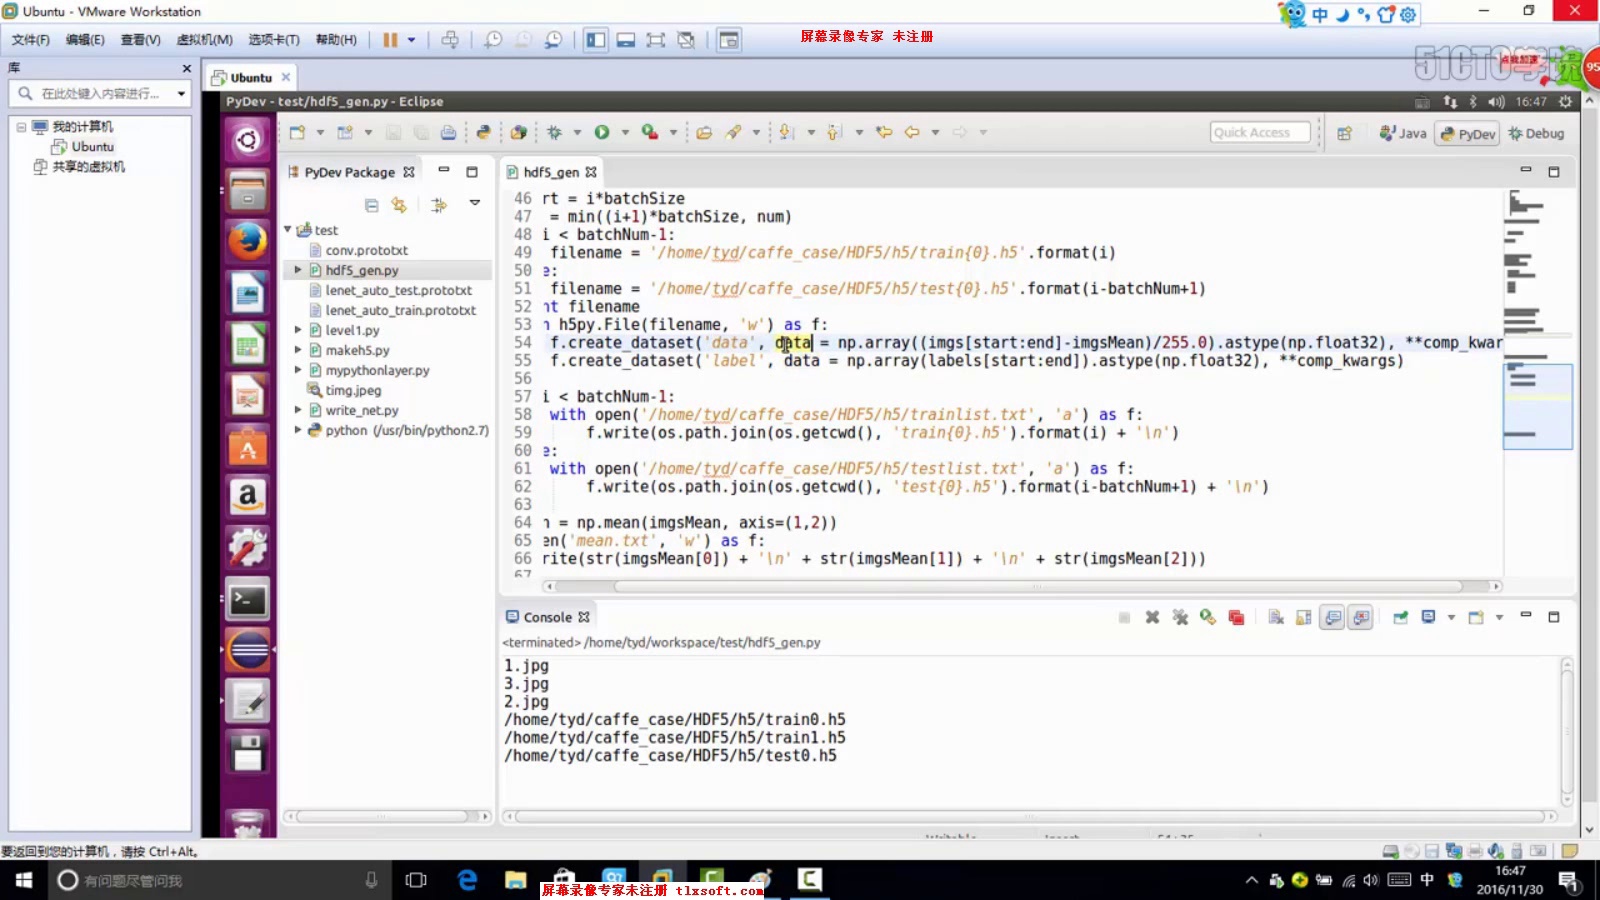 Ubuntu - VMware Workstation
中
文件(F) 编辑(E) 查看(V) 虚拟机(M) 选项卡(T) 帮助(H)
屏幕录像专家 未注册
51CTO学院
点我加速
95
库
在此处键入内容进行...
我的计算机
Ubuntu
共享的虚拟机
Ubuntu
PyDev - test/hdf5_gen.py - Eclipse
16:47
Quick Access
Java
PyDev
Debug
PyDev Package
test
conv.prototxt
hdf5_gen.py
lenet_auto_test.prototxt
lenet_auto_train.prototxt
level1.py
makeh5.py
mypythonlayer.py
timg.jpeg
write_net.py
python (/usr/bin/python2.7)
hdf5_gen
46 rt = i*batchSize
47 = min((i+1)*batchSize, num)
48 i < batchNum-1:
49 filename = '/home/tyd/caffe_case/HDF5/h5/train{0}.h5'.format(i)
50 e:
51 filename = '/home/tyd/caffe_case/HDF5/h5/test{0}.h5'.format(i-batchNum+1)
52 nt filename
53 h h5py.File(filename, 'w') as f:
54 f.create_dataset('data', data = np.array((imgs[start:end]-imgsMean)/255.0).astype(np.float32), **comp_kwar
55 f.create_dataset('label', data = np.array(labels[start:end]).astype(np.float32), **comp_kwargs)
56
57 i < batchNum-1:
58 with open('/home/tyd/caffe_case/HDF5/h5/trainlist.txt', 'a') as f:
59 f.write(os.path.join(os.getcwd(), 'train{0}.h5').format(i) + '\n')
60 e:
61 with open('/home/tyd/caffe_case/HDF5/h5/testlist.txt', 'a') as f:
62 f.write(os.path.join(os.getcwd(), 'test{0}.h5').format(i-batchNum+1) + '\n')
63
64 n = np.mean(imgsMean, axis=(1,2))
65 en('mean.txt', 'w') as f:
66 rite(str(imgsMean[0]) + '\n' + str(imgsMean[1]) + '\n' + str(imgsMean[2]))
67
Console
<terminated> /home/tyd/workspace/test/hdf5_gen.py
1.jpg
3.jpg
2.jpg
/home/tyd/caffe_case/HDF5/h5/train0.h5
/home/tyd/caffe_case/HDF5/h5/train1.h5
/home/tyd/caffe_case/HDF5/h5/test0.h5
要返回到您的计算机，请按 Ctrl+Alt。
有问题尽管问我
屏幕录像专家未注册 tlxsoft.com
中
16:47
2016/11/30
1